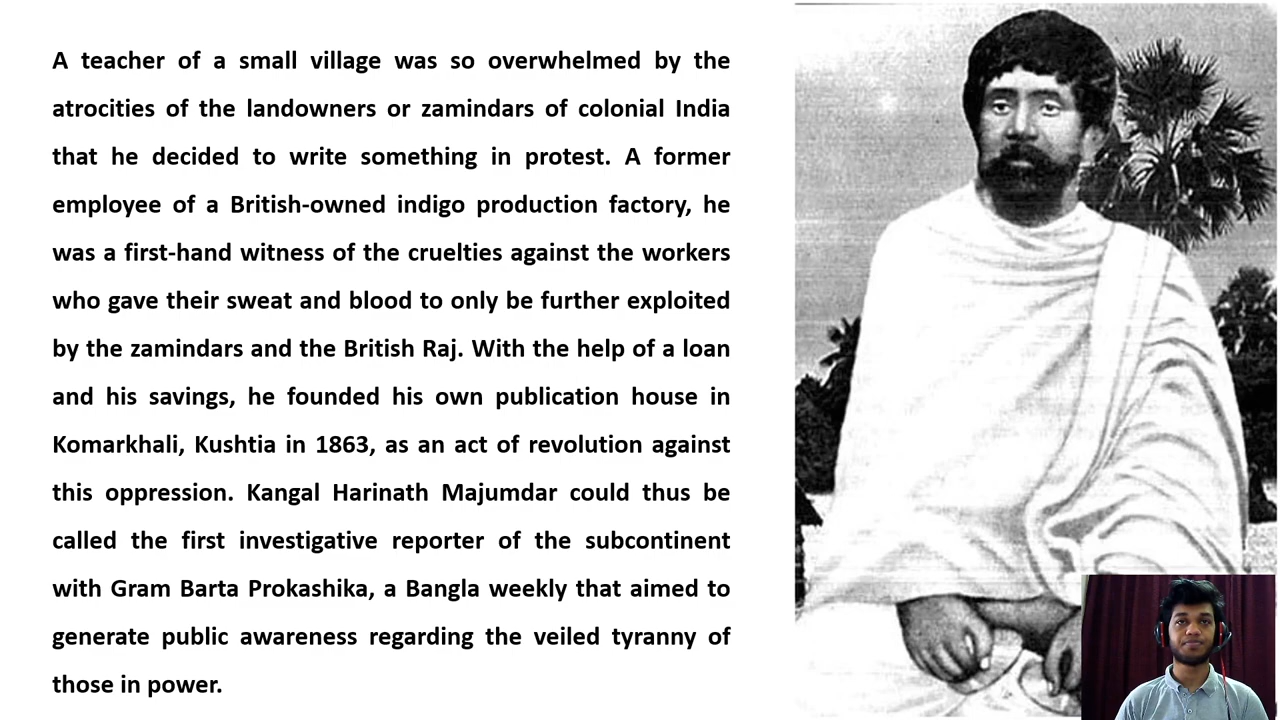 A teacher of a small village was so overwhelmed by the
atrocities of the landowners or zamindars of colonial India
that he decided to write something in protest. A former
employee of a British-owned indigo production factory, he
was a first-hand witness of the cruelties against the workers
who gave their sweat and blood to only be further exploited
by the zamindars and the British Raj. With the help of a loan
and his savings, he founded his own publication house in
Komarkhali, Kushtia in 1863, as an act of revolution against
this oppression. Kangal Harinath Majumdar could thus be
called the first investigative reporter of the subcontinent
with Gram Barta Prokashika, a Bangla weekly that aimed to
generate public awareness regarding the veiled tyranny of
those in power.